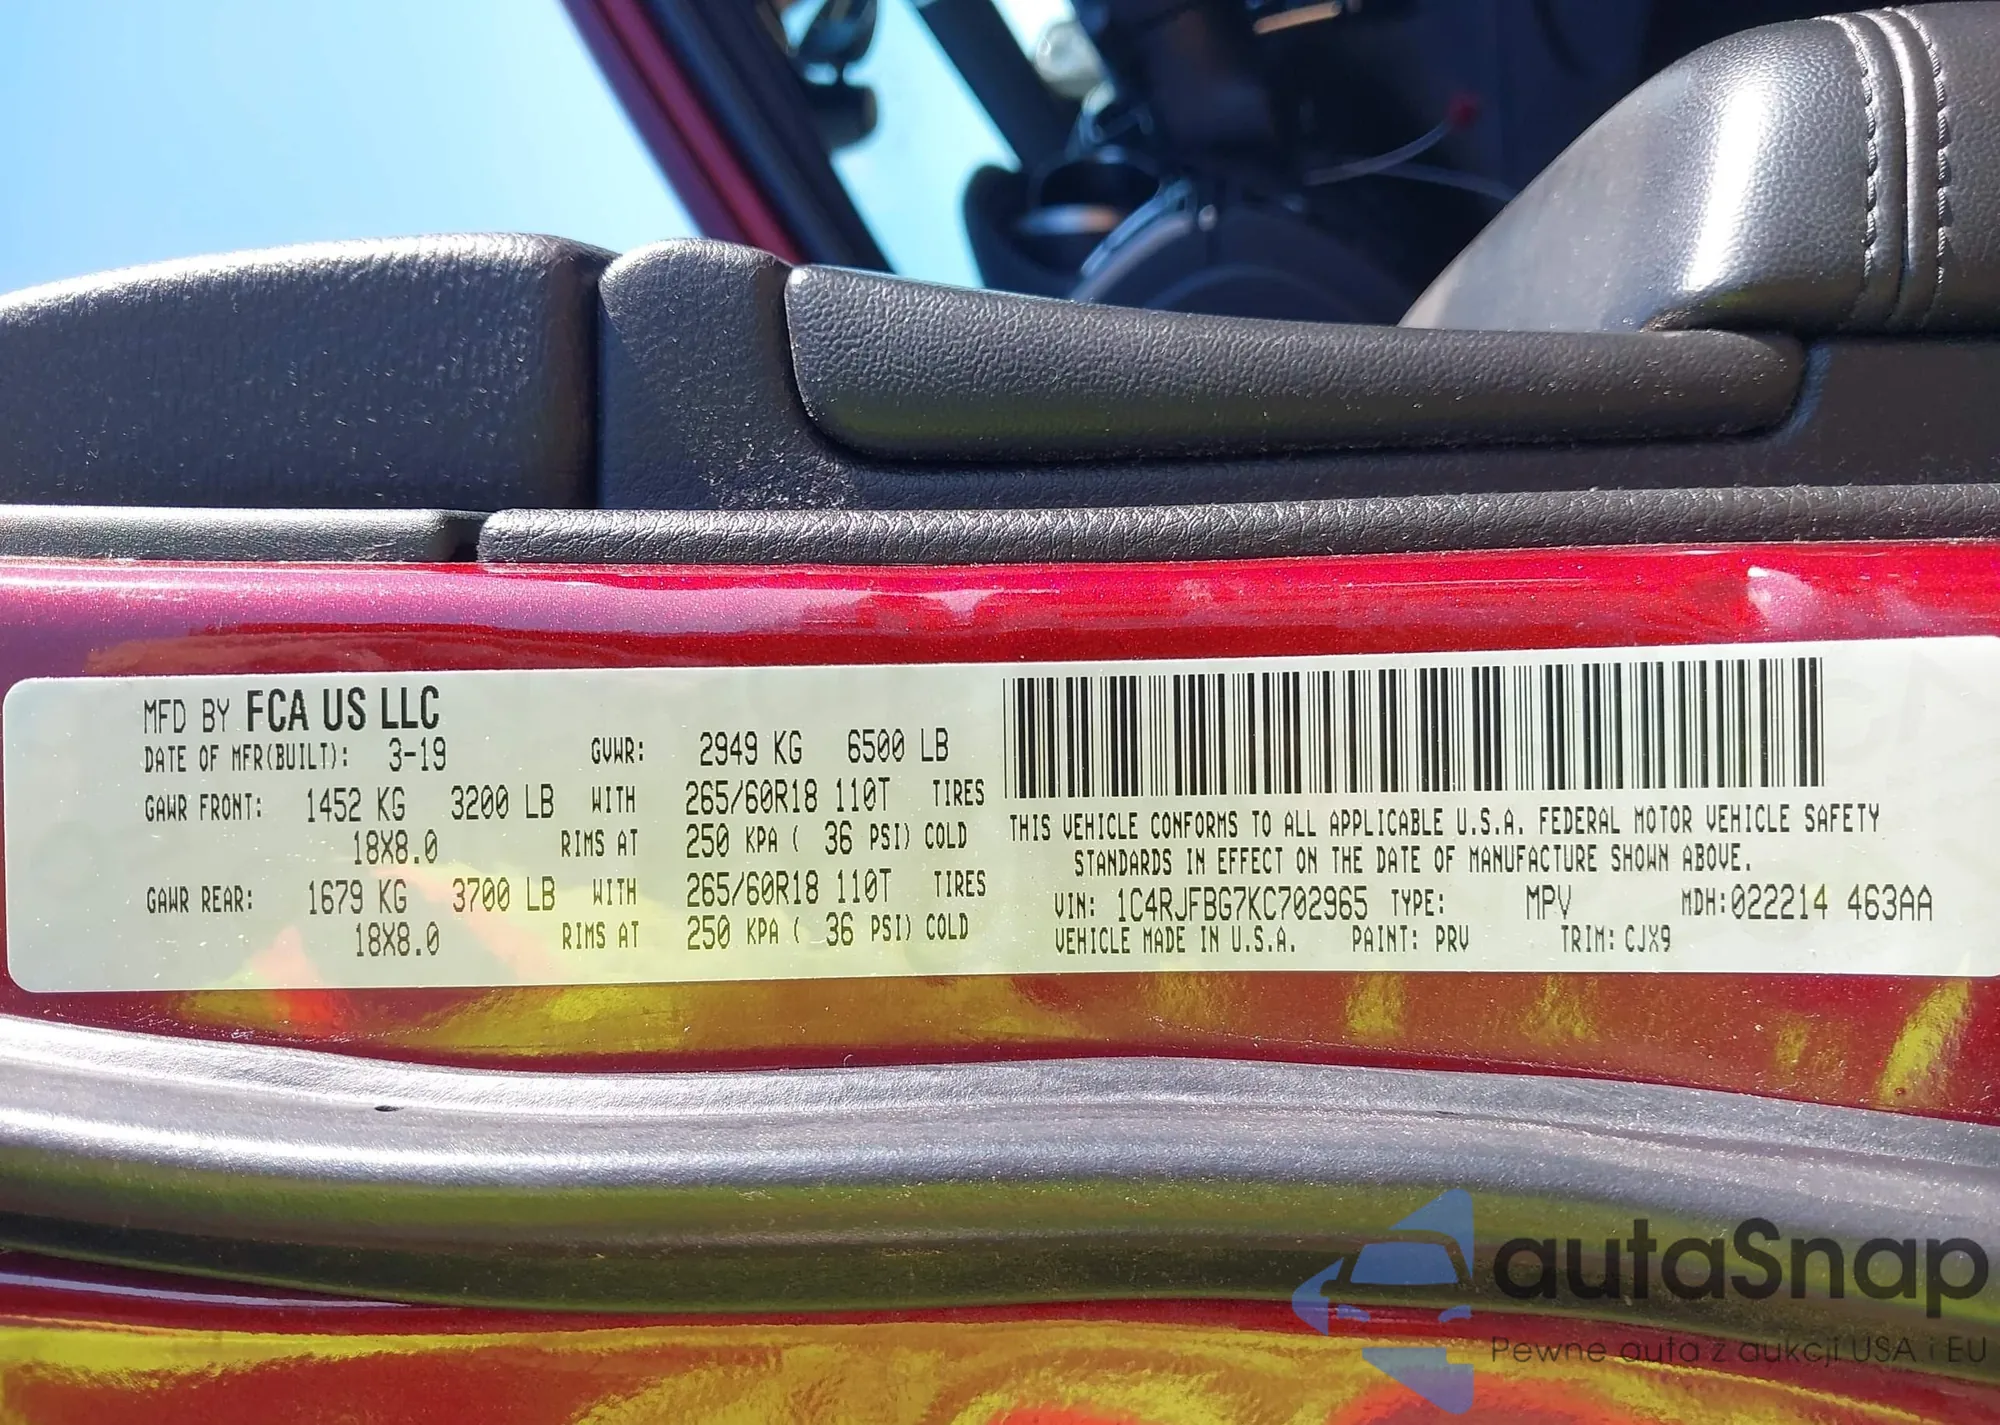 MFD BY FCA US LLC
DATE OF MFR(BUILT): 3-19 GVWR: 2949 KG 6500 LB
GAWR FRONT: 1452 KG 3200 LB WITH 265/60R18 110T TIRES
18X8.0 RIMS AT 250 KPA ( 36 PSI) COLD
GAWR REAR: 1679 KG 3700 LB WITH 265/60R18 110T TIRES
18X8.0 RIMS AT 250 KPA ( 36 PSI) COLD
THIS VEHICLE CONFORMS TO ALL APPLICABLE U.S.A. FEDERAL MOTOR VEHICLE SAFETY
STANDARDS IN EFFECT ON THE DATE OF MANUFACTURE SHOWN ABOVE.
VIN: 1C4RJFBG7KC702965 TYPE: MPV MDH:022214 463AA
VEHICLE MADE IN U.S.A. PAINT: PRV TRIM: CJX9
autaSnap
Pewne auta z aukcji USA i EU